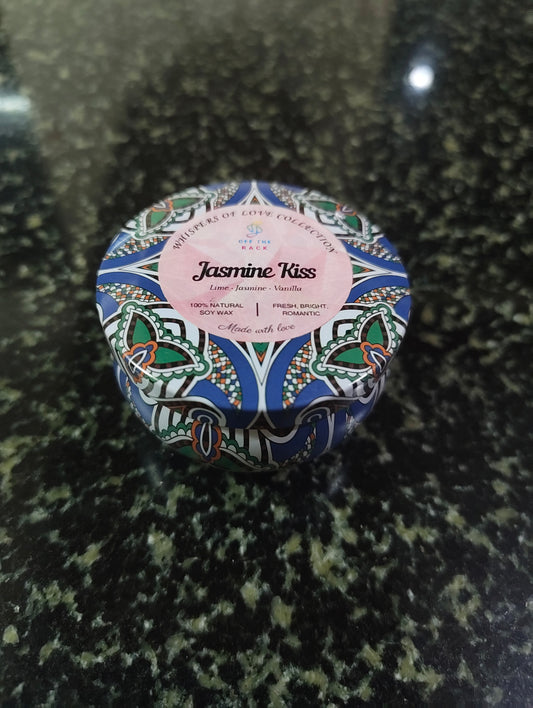 WHISPERS OF LOVE COLLECTION
OFF THE
RACK
Jasmine Kiss
Lime - Jasmine - Vanilla
100% NATURAL
SOY WAX
FRESH, BRIGHT,
ROMANTIC
Made with love